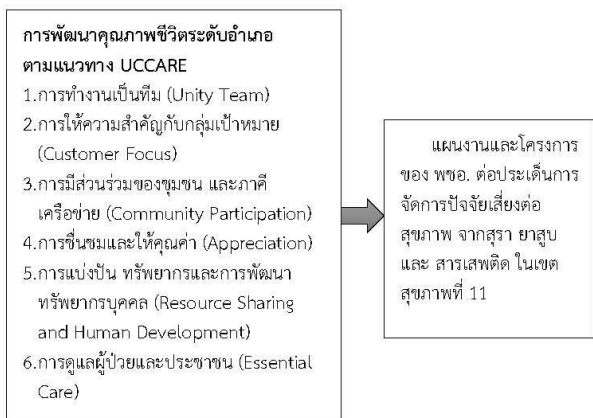 การพัฒนาคุณภาพชีวิตระดับอำเภอ
ตามแนวทาง UCCARE
1.การทำงานเป็นทีม (Unity Team)
2.การให้ความสำคัญกับกลุ่มเป้าหมาย
(Customer Focus)
3.การมีส่วนร่วมของชุมชน และภาคี
เครือข่าย (Community Participation)
4.การชื่นชมและให้คุณค่า (Appreciation)
5.การแบ่งปัน ทรัพยากรและการพัฒนา
ทรัพยากรบุคคล (Resource Sharing
and Human Development)
6.การดูแลผู้ป่วยและประชาชน (Essential
Care)
แผนงานและโครงการ
ของ พชอ. ต่อประเด็นการ
จัดการปัจจัยเสี่ยงต่อ
สุขภาพ จากสุรา ยาสูบ
และ สารเสพติด ในเขต
สุขภาพที่ 11